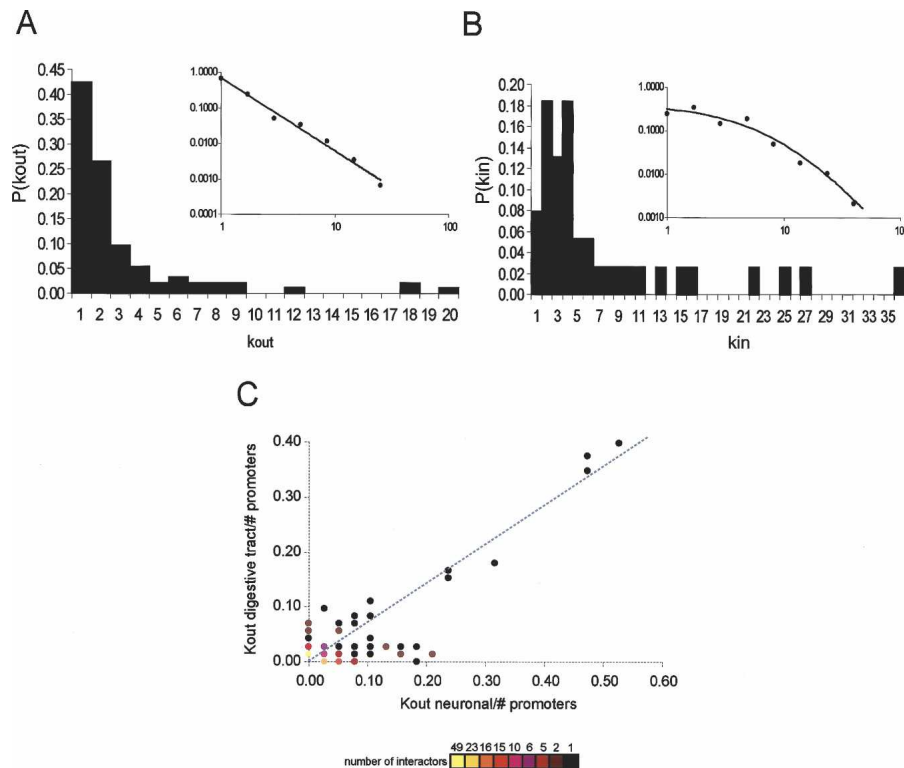 A
0.45
0.40
0.35
0.30
0.25
0.20
0.15
0.10
0.05
0.00
P(kout)
1 2 3 4 5 6 7 8 9 10 12 13 14 15 16 17 18 19 20
kout
1.0000
0.1000
0.0100
0.0010
0.0001
1 10 100
B
0.20
0.18
0.16
0.14
0.12
0.10
0.08
0.06
0.04
0.02
0.00
P(kin)
1 3 5 7 9 11 13 15 17 19 21 23 25 27 29 31 33 35
kin
1.0000
0.1000
0.0100
0.0010
1 10 100
C
0.40
0.30
0.20
0.10
0.00
Kout digestive tract/# promoters
0.00 0.10 0.20 0.30 0.40 0.50 0.60
Kout neuronal/# promoters
49 23 16 15 10 6 5 2 1
number of interactors